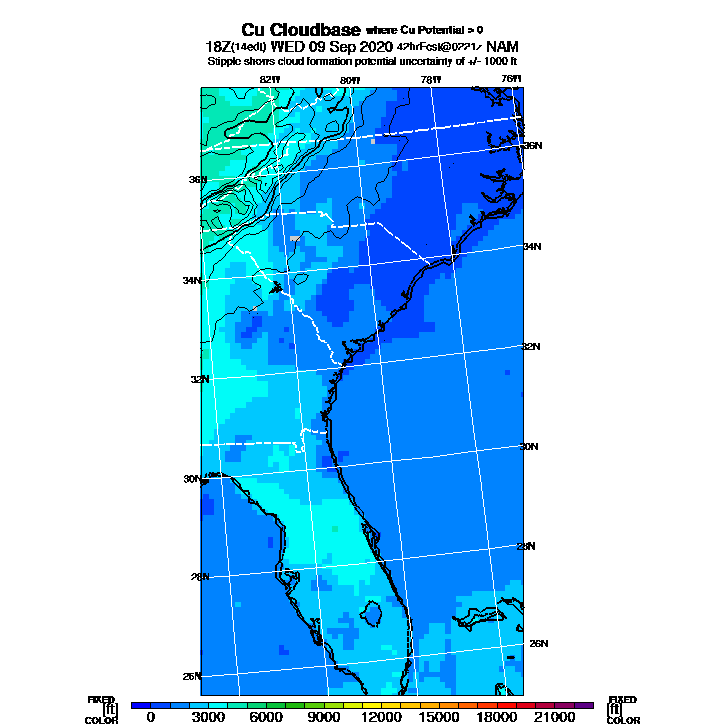 Cu Cloudbase where Cu Potential > 0
18Z(14edt) WED 09 Sep 2020 42hrFcst@0221z NAM
Stipple shows cloud formation potential uncertainty of +/- 1000 ft
82W 80W 78W 76W
36N
36N
34N
34N
32N
32N
30N
30N
28N
28N
26N
26N
FIXED FIXED
[ft] [ft]
COLOR COLOR
0 3000 6000 9000 12000 15000 18000 21000